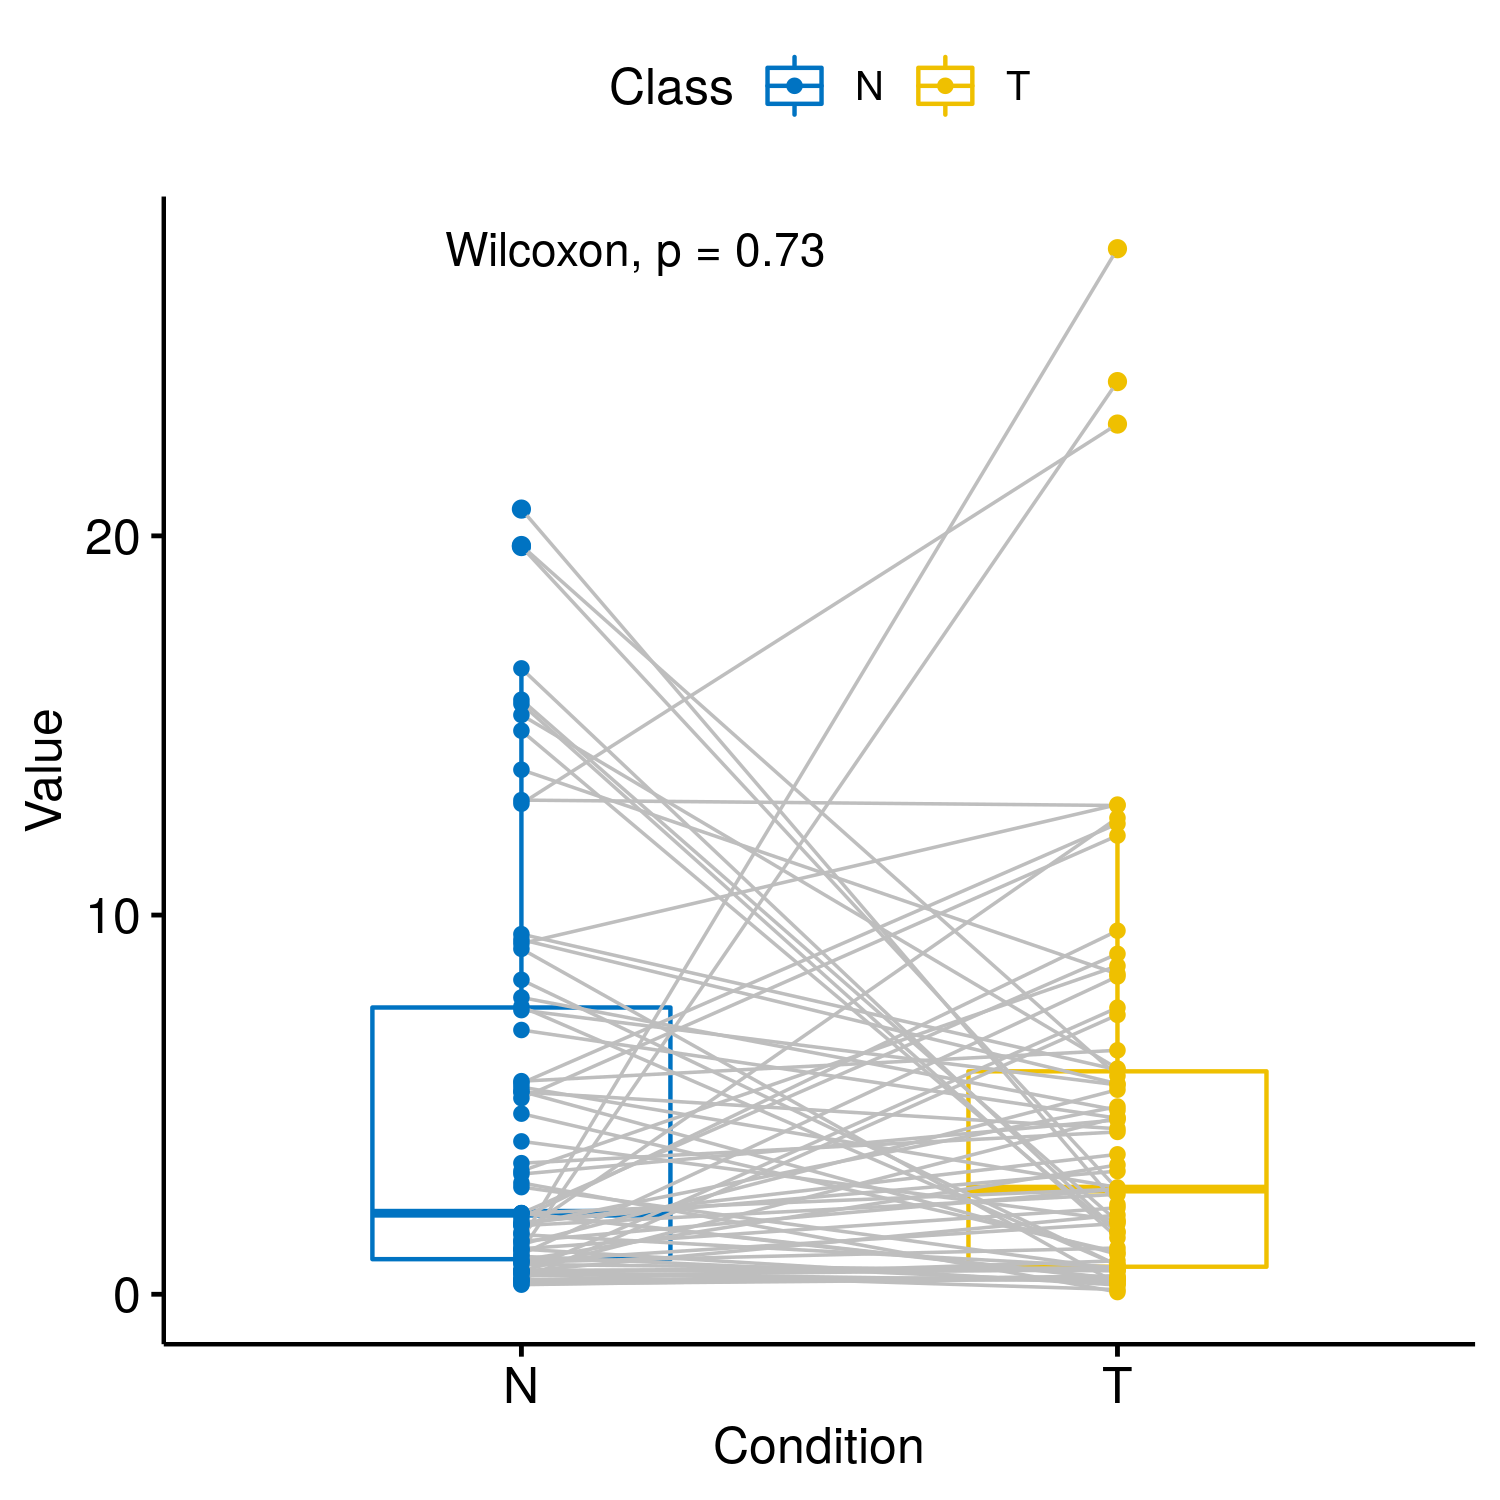 Class N T
Wilcoxon, p = 0.73
Value
20
10
0
N T
Condition